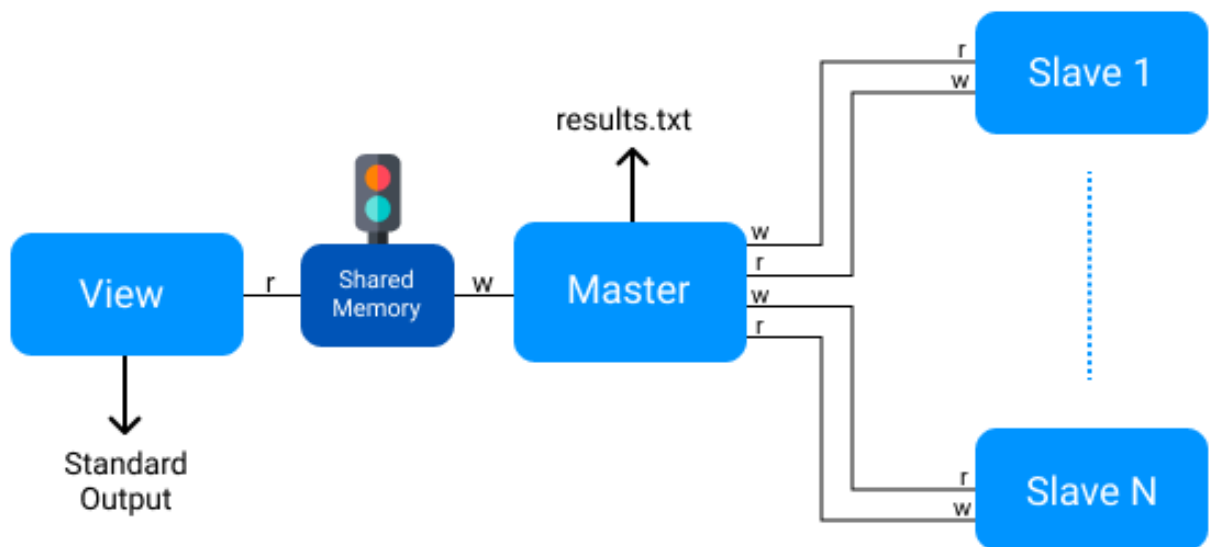 Slave 1
r
w
results.txt
w
r
w
r
Master
Shared
Memory
r
w
View
Standard
Output
r
w
Slave N